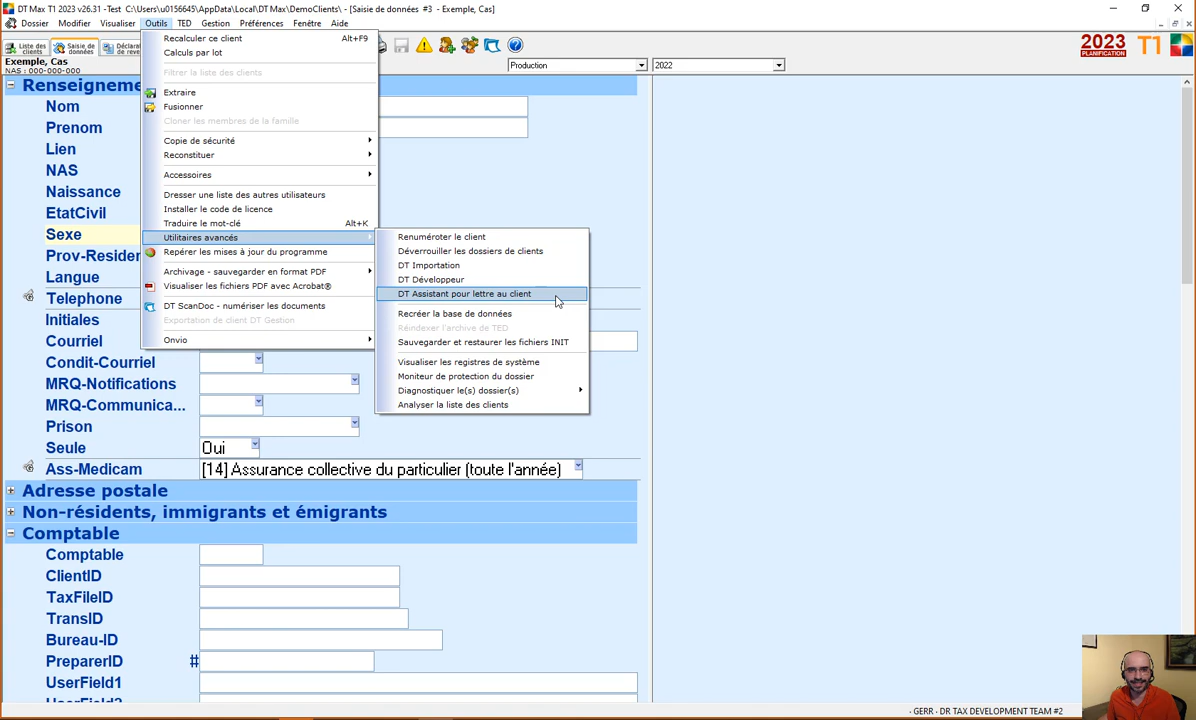 DT Max T1 2023 v26.31 -Test C:\Users\u0156645\AppData\Local\DT Max\DemoClients\ - [Saisie de données #3 - Exemple, Cas]
Dossier Modifier Visualiser Outils TED Gestion Préférences Fenêtre Aide
Liste des clients
Saisie de données
Déclara de reve
2023
PLANIFICATION
T1
Exemple, Cas
NAS : 000-000-000
Production
2022
Recalculer ce client Alt+F9
Calculs par lot
Filtrer la liste des clients
Extraire
Fusionner
Cloner les membres de la famille
Copie de sécurité
Reconstituer
Accessoires
Dresser une liste des autres utilisateurs
Installer le code de licence
Traduire le mot-clé Alt+K
Utilitaires avancés
Repérer les mises à jour du programme
Archivage - sauvegarder en format PDF
Visualiser les fichiers PDF avec Acrobat®
DT ScanDoc - numériser les documents
Exportation de client DT Gestion
Onvio
Renuméroter le client
Déverrouiller les dossiers de clients
DT Importation
DT Développeur
DT Assistant pour lettre au client
Recréer la base de données
Réindexer l'archive de TED
Sauvegarder et restaurer les fichiers INIT
Visualiser les registres de système
Moniteur de protection du dossier
Diagnostiquer le(s) dossier(s)
Analyser la liste des clients
Renseigneme
Nom
Prenom
Lien
NAS
Naissance
EtatCivil
Sexe
Prov-Residen
Langue
Telephone
Initiales
Courriel
Condit-Courriel
MRQ-Notifications
MRQ-Communica...
Prison
Seule Oui
Ass-Medicam [14] Assurance collective du particulier (toute l'année)
Adresse postale
Non-résidents, immigrants et émigrants
Comptable
Comptable
ClientID
TaxFileID
TransID
Bureau-ID
PreparerID #
UserField1
UserField2
- GERR - DR TAX DEVELOPMENT TEAM #2